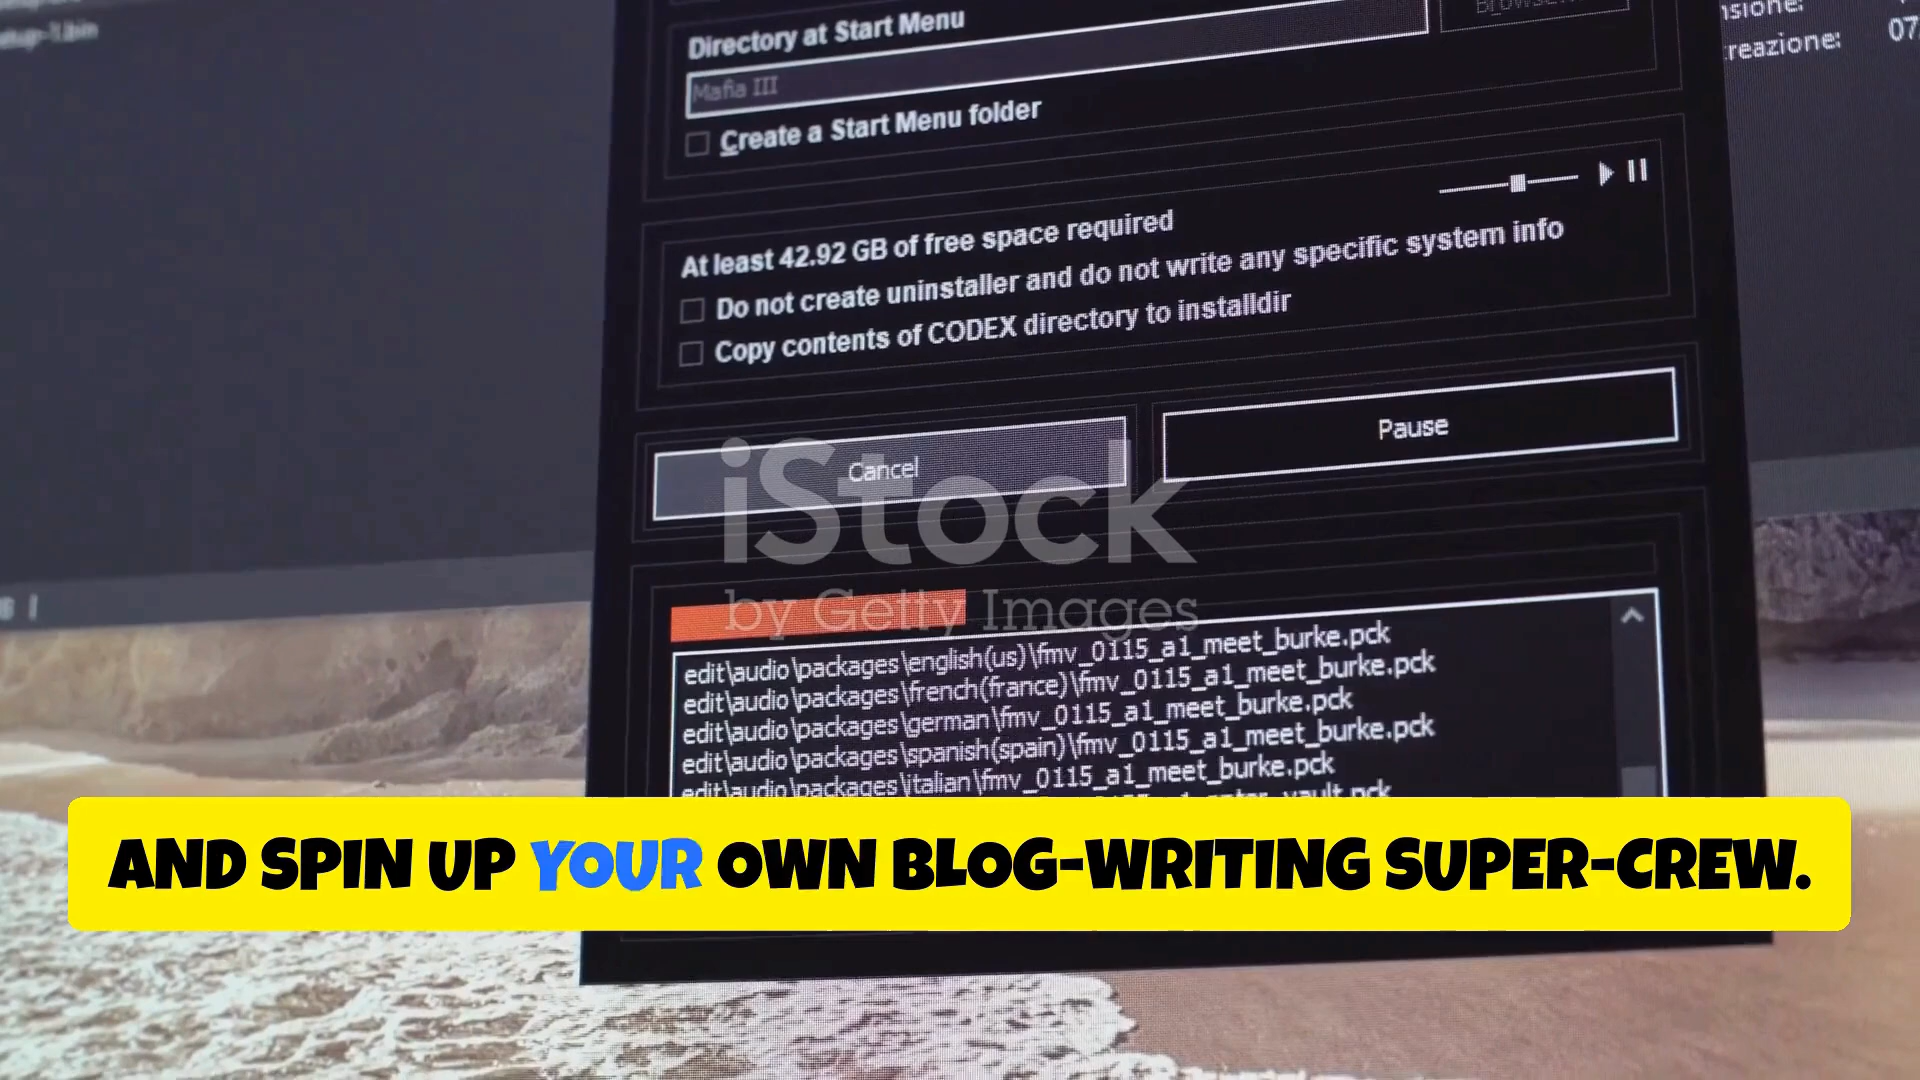 Directory at Start Menu
Mafia III
Create a Start Menu folder
At least 42.92 GB of free space required
Do not create uninstaller and do not write any specific system info
Copy contents of CODEX directory to installdir
Cancel
Pause
iStock
by Getty Images
edit\audio\packages\english(us)\fmv_0115_a1_meet_burke.pck
edit\audio\packages\french(france)\fmv_0115_a1_meet_burke.pck
edit\audio\packages\german\fmv_0115_a1_meet_burke.pck
edit\audio\packages\spanish(spain)\fmv_0115_a1_meet_burke.pck
edit\audio\packages\italian\fmv_0115_a1_meet_burke.pck
AND SPIN UP YOUR OWN BLOG-WRITING SUPER-CREW.